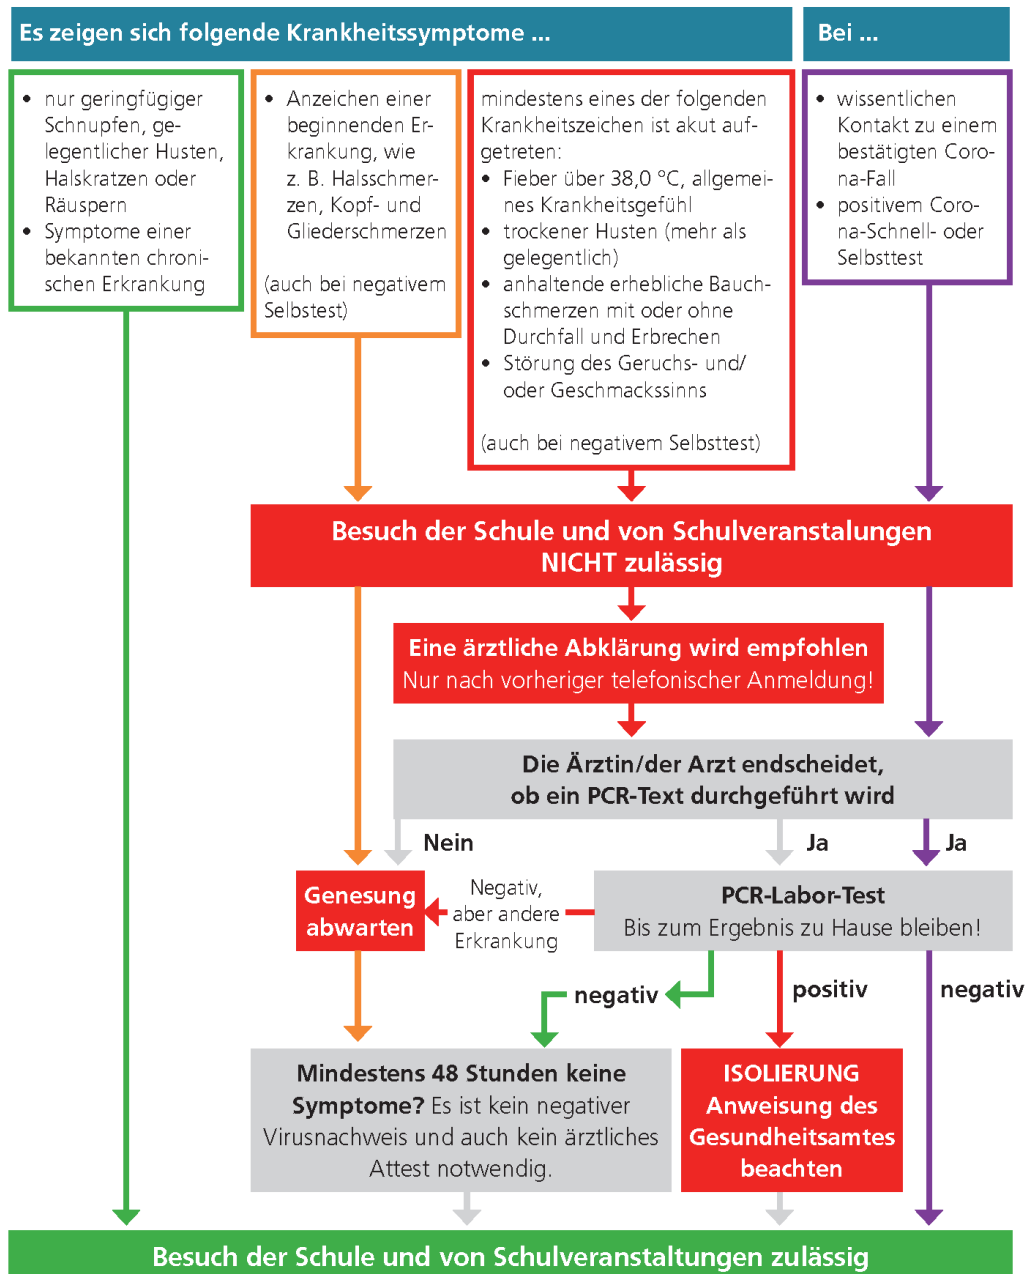 Es zeigen sich folgende Krankheitssymptome ...
Bei ...
• nur geringfügiger
Schnupfen, ge-
legentlicher Husten,
Halskratzen oder
Räuspern
• Symptome einer
bekannten chroni-
schen Erkrankung
• Anzeichen einer
beginnenden Er-
krankung, wie
z. B. Halsschmer-
zen, Kopf- und
Gliederschmerzen
(auch bei negativem
Selbstest)
mindestens eines der folgenden
Krankheitszeichen ist akut auf-
getreten:
• Fieber über 38,0 °C, allgemei-
nes Krankheitsgefühl
• trockener Husten (mehr als
gelegentlich)
• anhaltende erhebliche Bauch-
schmerzen mit oder ohne
Durchfall und Erbrechen
• Störung des Geruchs- und/
oder Geschmackssinns
(auch bei negativem Selbsttest)
• wissentlichen
Kontakt zu einem
bestätigten Coro-
na-Fall
• positivem Coro-
na-Schnell- oder
Selbsttest
Besuch der Schule und von Schulveranstalungen
NICHT zulässig
Eine ärztliche Abklärung wird empfohlen
Nur nach vorheriger telefonischer Anmeldung!
Die Ärztin/der Arzt endscheidet,
ob ein PCR-Text durchgeführt wird
Nein
Ja
Ja
Genesung
abwarten
Negativ,
aber andere
Erkrankung
PCR-Labor-Test
Bis zum Ergebnis zu Hause bleiben!
negativ
positiv
negativ
Mindestens 48 Stunden keine
Symptome? Es ist kein negativer
Virusnachweis und auch kein ärztliches
Attest notwendig.
ISOLIERUNG
Anweisung des
Gesundheitsamtes
beachten
Besuch der Schule und von Schulveranstaltungen zulässig